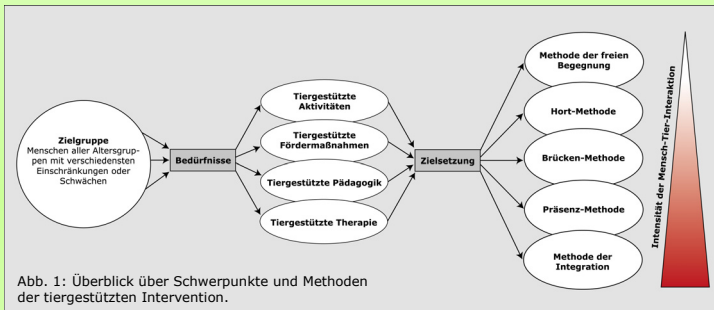 Zielgruppe
Menschen aller Altersgrup-
pen mit verschiedensten
Einschränkungen oder
Schwächen
Bedürfnisse
Tiergestützte
Aktivitäten
Tiergestützte
Fördermaßnahmen
Tiergestützte Pädagogik
Tiergestützte Therapie
Zielsetzung
Methode der freien
Begegnung
Hort-Methode
Brücken-Methode
Präsenz-Methode
Methode der
Integration
Intensität der Mensch-Tier-Interaktion
Abb. 1: Überblick über Schwerpunkte und Methoden
der tiergestützten Intervention.